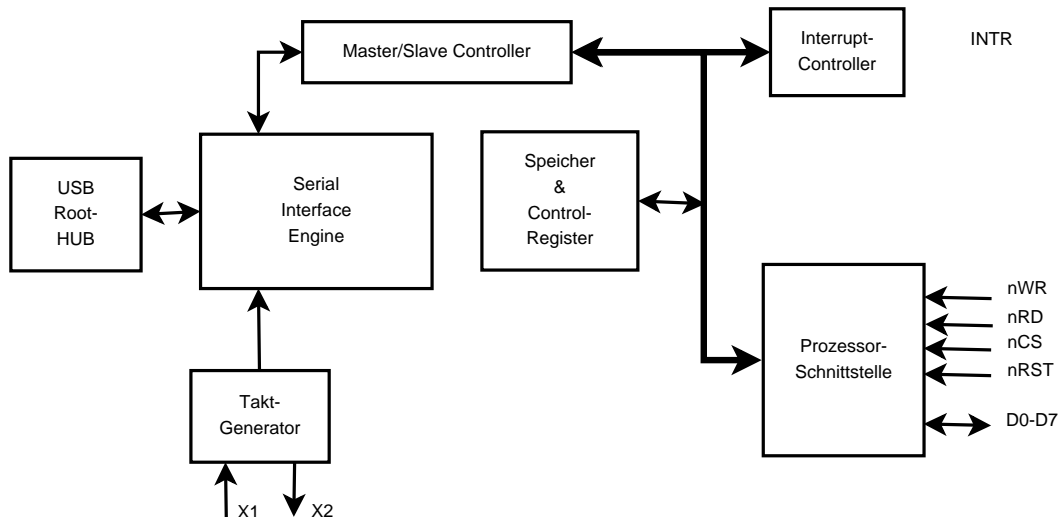 Master/Slave Controller
Interrupt-
Controller
INTR
USB
Root-
HUB
Serial
Interface
Engine
Speicher
&
Control-
Register
Prozessor-
Schnittstelle
nWR
nRD
nCS
nRST
D0-D7
Takt-
Generator
X1
X2